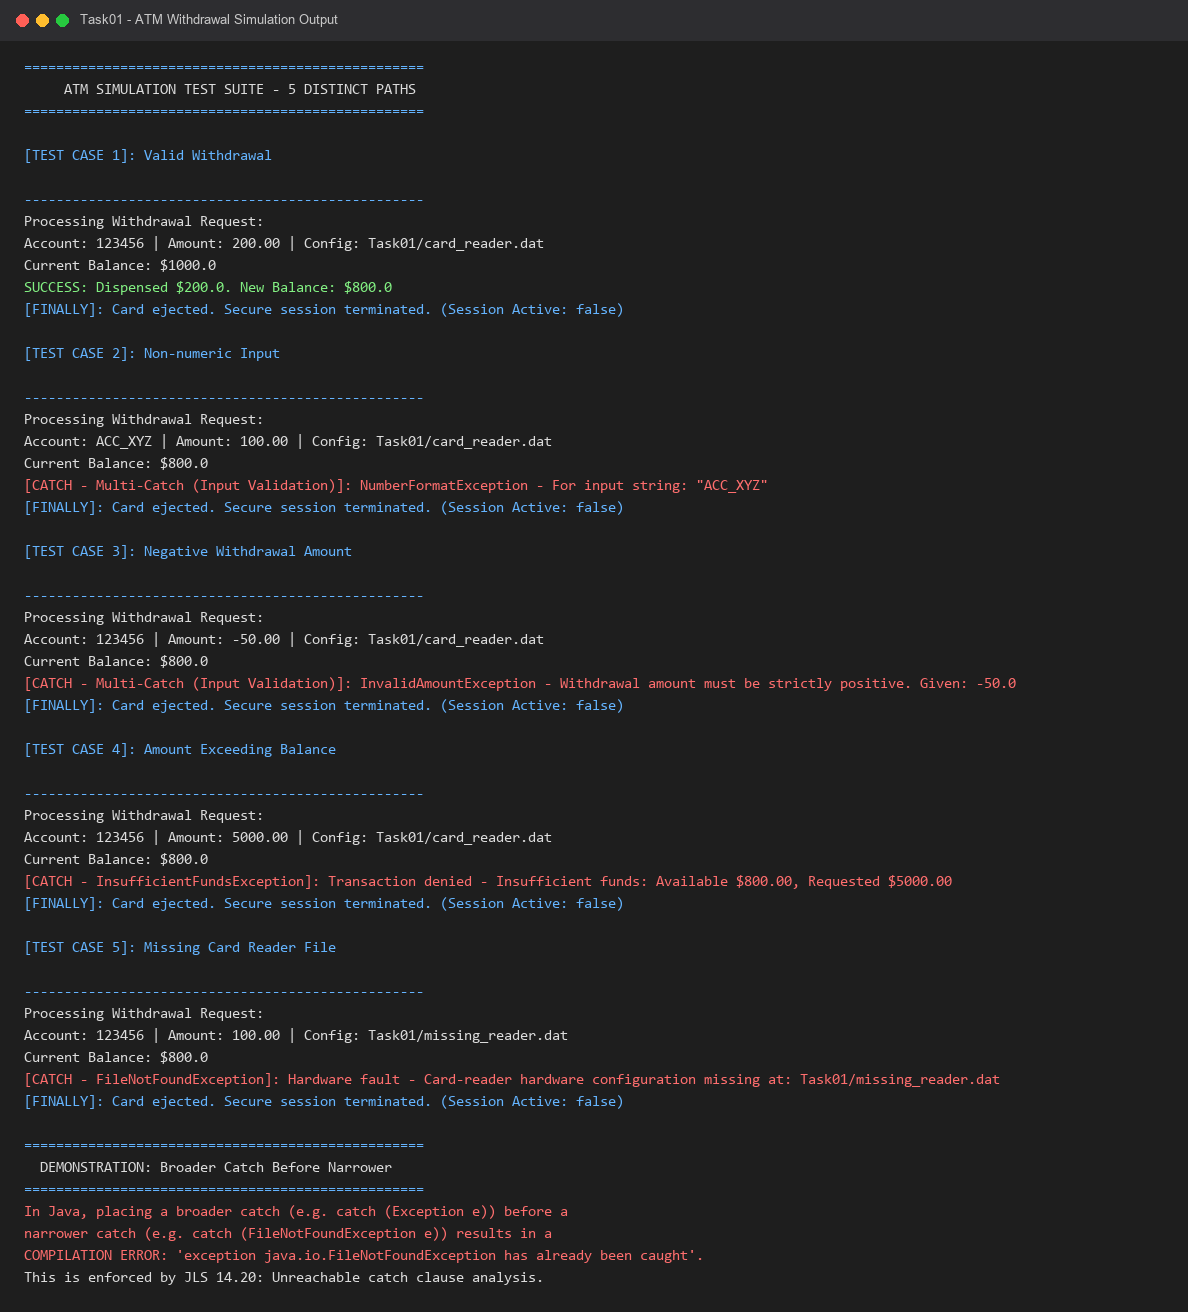 Task01 - ATM Withdrawal Simulation Output
==================================================
     ATM SIMULATION TEST SUITE - 5 DISTINCT PATHS
==================================================

[TEST CASE 1]: Valid Withdrawal

--------------------------------------------------
Processing Withdrawal Request:
Account: 123456 | Amount: 200.00 | Config: Task01/card_reader.dat
Current Balance: $1000.0
SUCCESS: Dispensed $200.0. New Balance: $800.0
[FINALLY]: Card ejected. Secure session terminated. (Session Active: false)

[TEST CASE 2]: Non-numeric Input

--------------------------------------------------
Processing Withdrawal Request:
Account: ACC_XYZ | Amount: 100.00 | Config: Task01/card_reader.dat
Current Balance: $800.0
[CATCH - Multi-Catch (Input Validation)]: NumberFormatException - For input string: "ACC_XYZ"
[FINALLY]: Card ejected. Secure session terminated. (Session Active: false)

[TEST CASE 3]: Negative Withdrawal Amount

--------------------------------------------------
Processing Withdrawal Request:
Account: 123456 | Amount: -50.00 | Config: Task01/card_reader.dat
Current Balance: $800.0
[CATCH - Multi-Catch (Input Validation)]: InvalidAmountException - Withdrawal amount must be strictly positive. Given: -50.0
[FINALLY]: Card ejected. Secure session terminated. (Session Active: false)

[TEST CASE 4]: Amount Exceeding Balance

--------------------------------------------------
Processing Withdrawal Request:
Account: 123456 | Amount: 5000.00 | Config: Task01/card_reader.dat
Current Balance: $800.0
[CATCH - InsufficientFundsException]: Transaction denied - Insufficient funds: Available $800.00, Requested $5000.00
[FINALLY]: Card ejected. Secure session terminated. (Session Active: false)

[TEST CASE 5]: Missing Card Reader File

--------------------------------------------------
Processing Withdrawal Request:
Account: 123456 | Amount: 100.00 | Config: Task01/missing_reader.dat
Current Balance: $800.0
[CATCH - FileNotFoundException]: Hardware fault - Card-reader hardware configuration missing at: Task01/missing_reader.dat
[FINALLY]: Card ejected. Secure session terminated. (Session Active: false)

==================================================
  DEMONSTRATION: Broader Catch Before Narrower
==================================================
In Java, placing a broader catch (e.g. catch (Exception e)) before a
narrower catch (e.g. catch (FileNotFoundException e)) results in a
COMPILATION ERROR: 'exception java.io.FileNotFoundException has already been caught'.
This is enforced by JLS 14.20: Unreachable catch clause analysis.